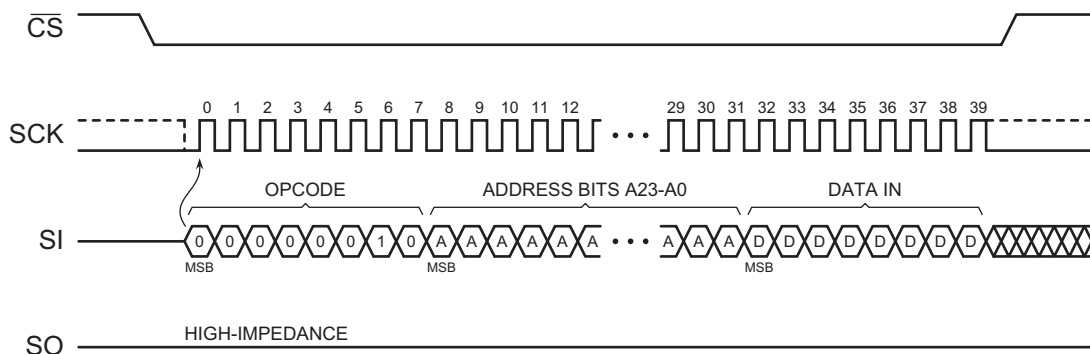 CS
0 1 2 3 4 5 6 7 8 9 10 11 12 29 30 31 32 33 34 35 36 37 38 39
SCK
OPCODE ADDRESS BITS A23-A0 DATA IN
SI 0 0 0 0 0 0 1 0 A A A A A A A A A D D D D D D D D
MSB MSB MSB
HIGH-IMPEDANCE
SO